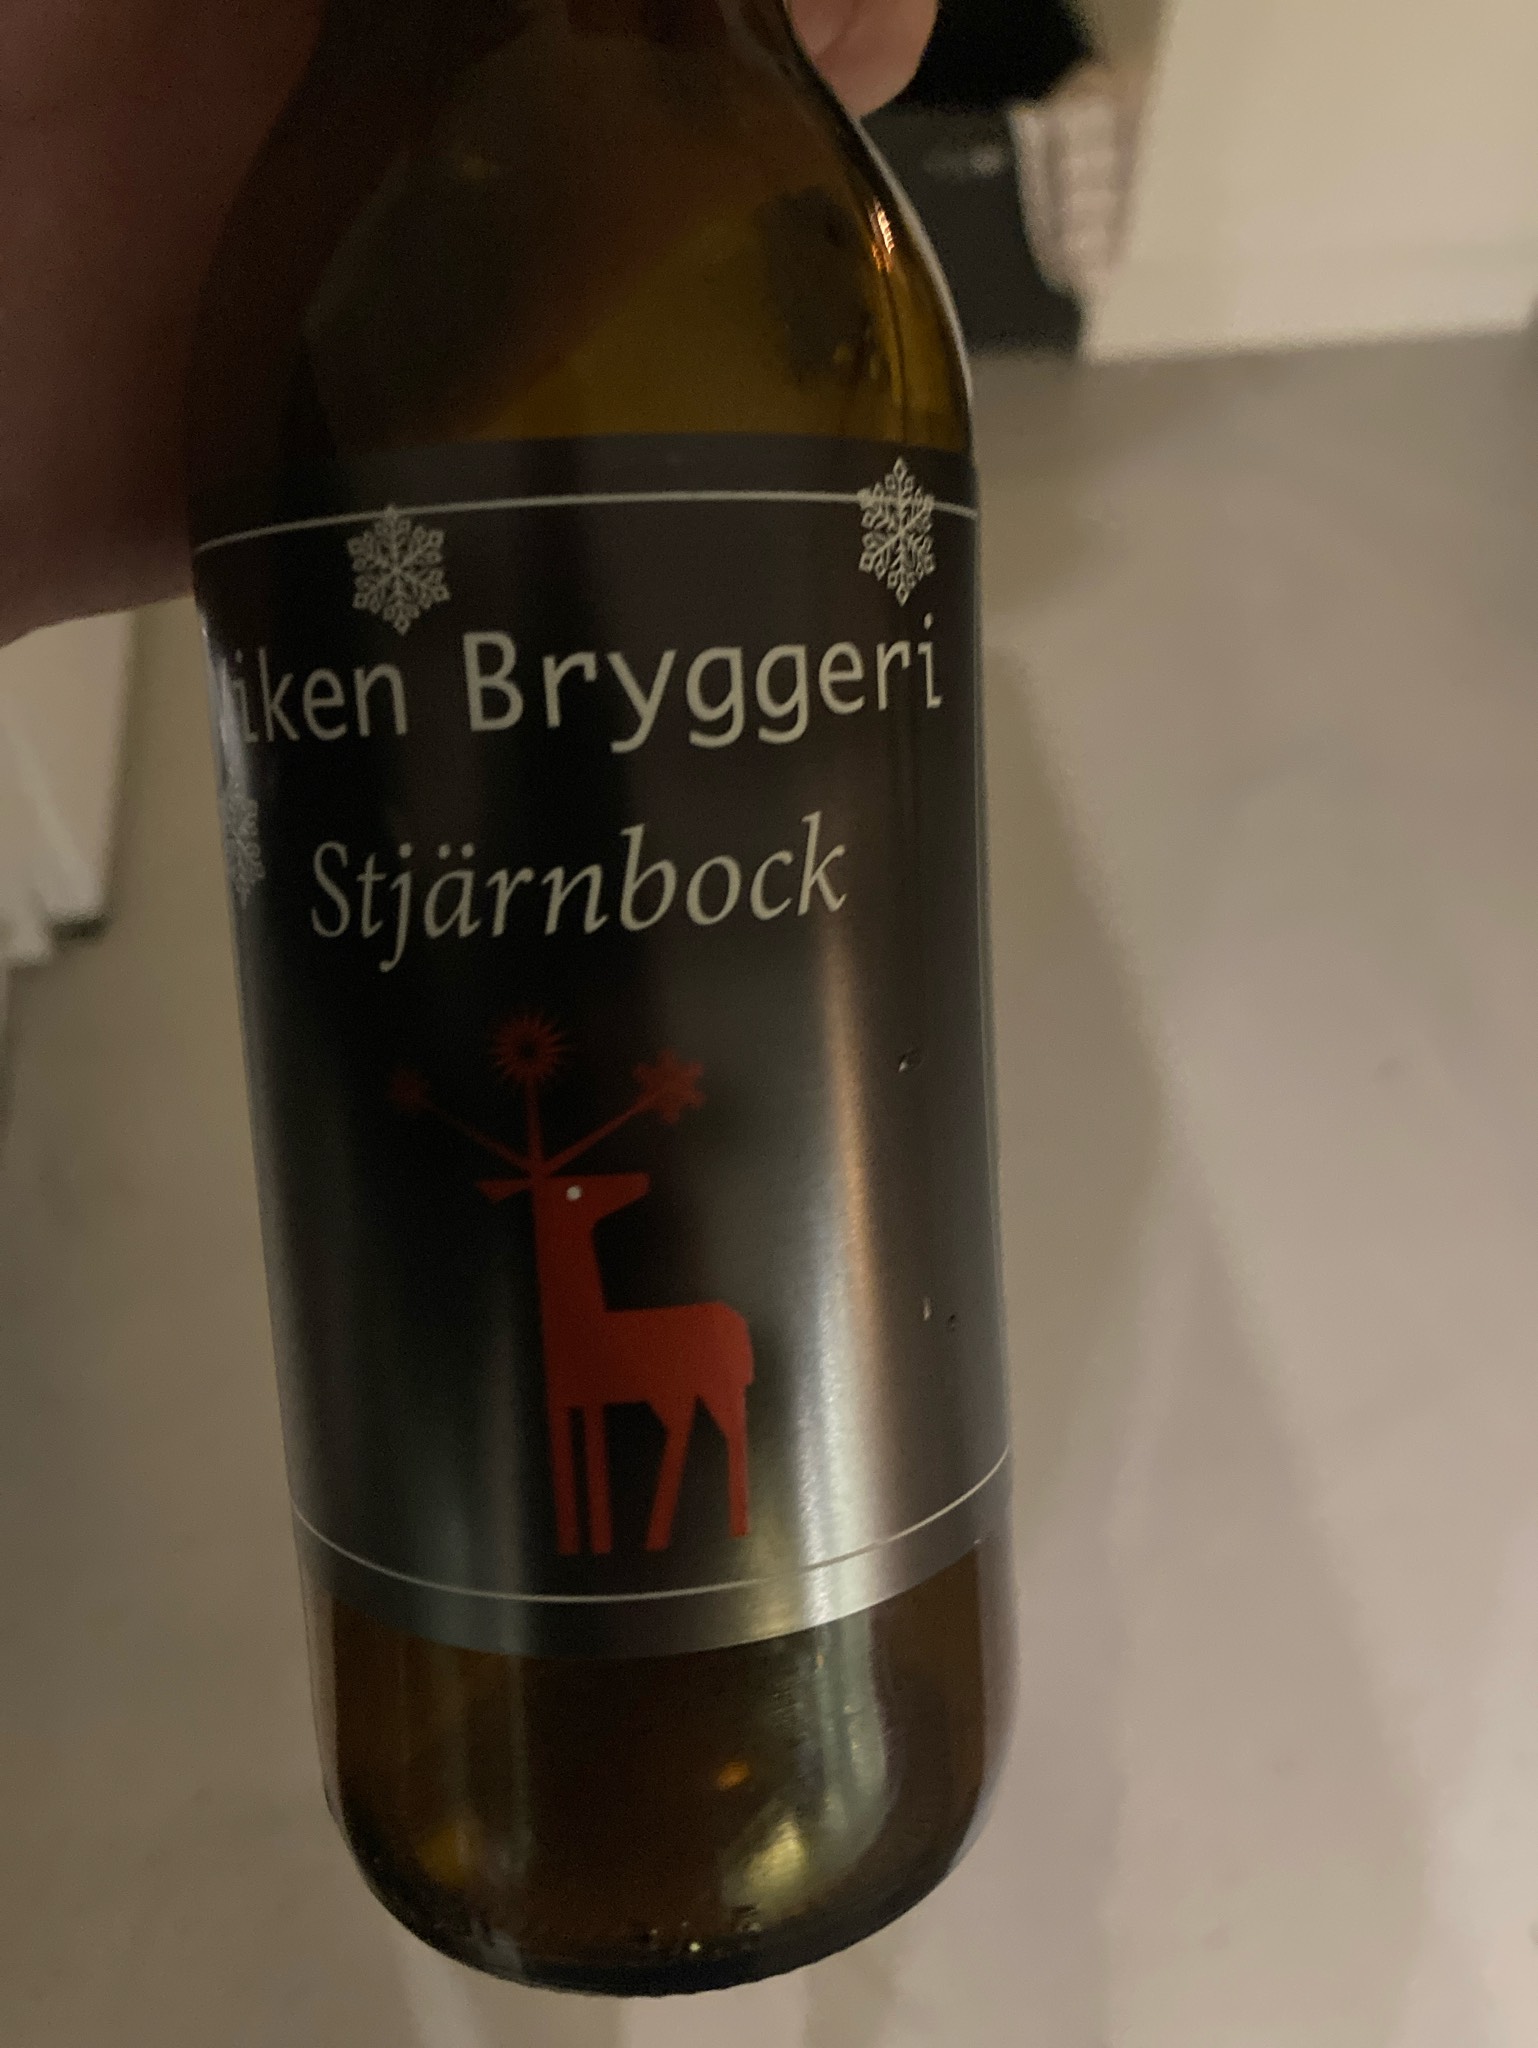 iken Bryggeri
Stjärnbock